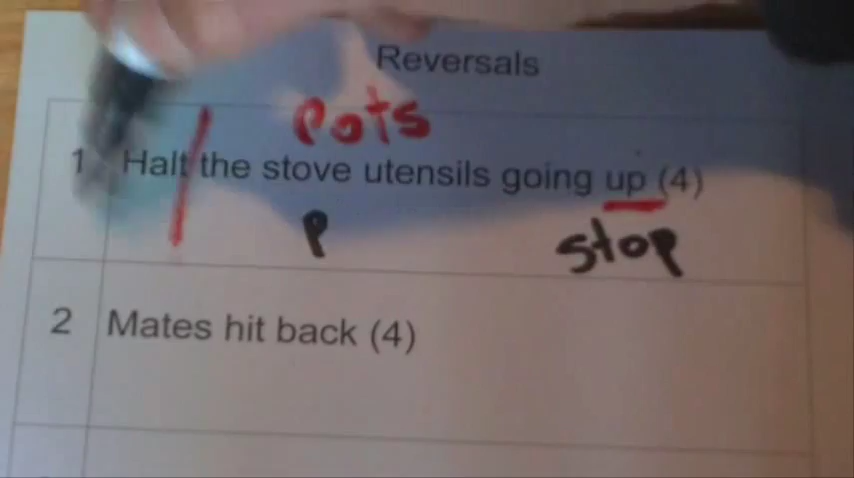 Reversals
pots
1 Halt the stove utensils going up (4)
P stop
2 Mates hit back (4)